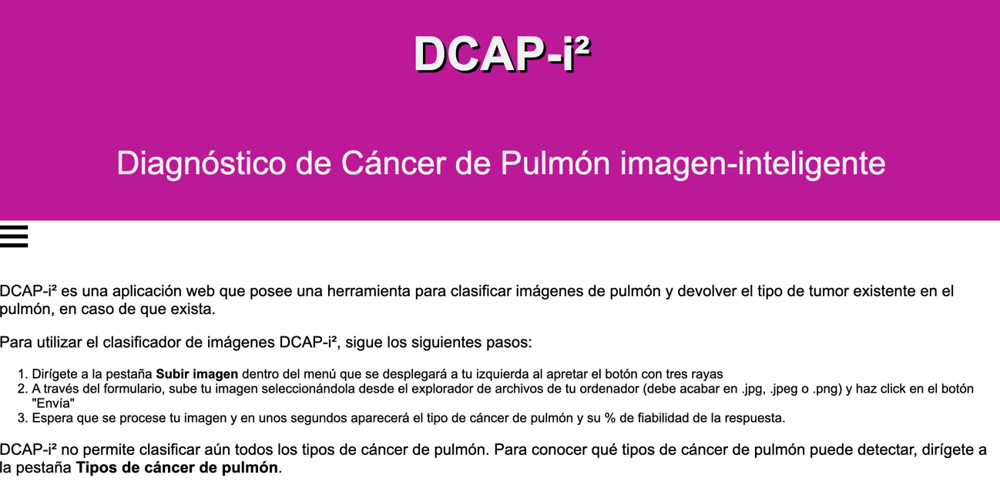 DCAP-i²
Diagnóstico de Cáncer de Pulmón imagen-inteligente
DCAP-i² es una aplicación web que posee una herramienta para clasificar imágenes de pulmón y devolver el tipo de tumor existente en el
pulmón, en caso de que exista.
Para utilizar el clasificador de imágenes DCAP-i², sigue los siguientes pasos:
1. Dirígete a la pestaña Subir imagen dentro del menú que se desplegará a tu izquierda al apretar el botón con tres rayas
2. A través del formulario, sube tu imagen seleccionándola desde el explorador de archivos de tu ordenador (debe acabar en .jpg, .jpeg o .png) y haz click en el botón
"Envía"
3. Espera que se procese tu imagen y en unos segundos aparecerá el tipo de cáncer de pulmón y su % de fiabilidad de la respuesta.
DCAP-i² no permite clasificar aún todos los tipos de cáncer de pulmón. Para conocer qué tipos de cáncer de pulmón puede detectar, dirígete a
la pestaña Tipos de cáncer de pulmón.